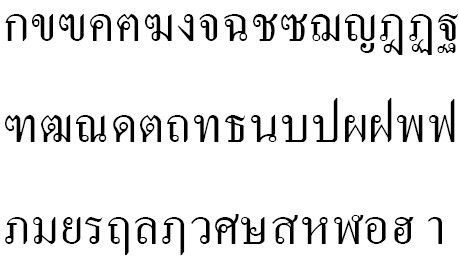 กขฃคฅฆงจฉชซฌญฎฏฐ
ฑฒณดตถทธนบปผฝพฟ
ภมยรฤลฦวศษสหฬอฮ า